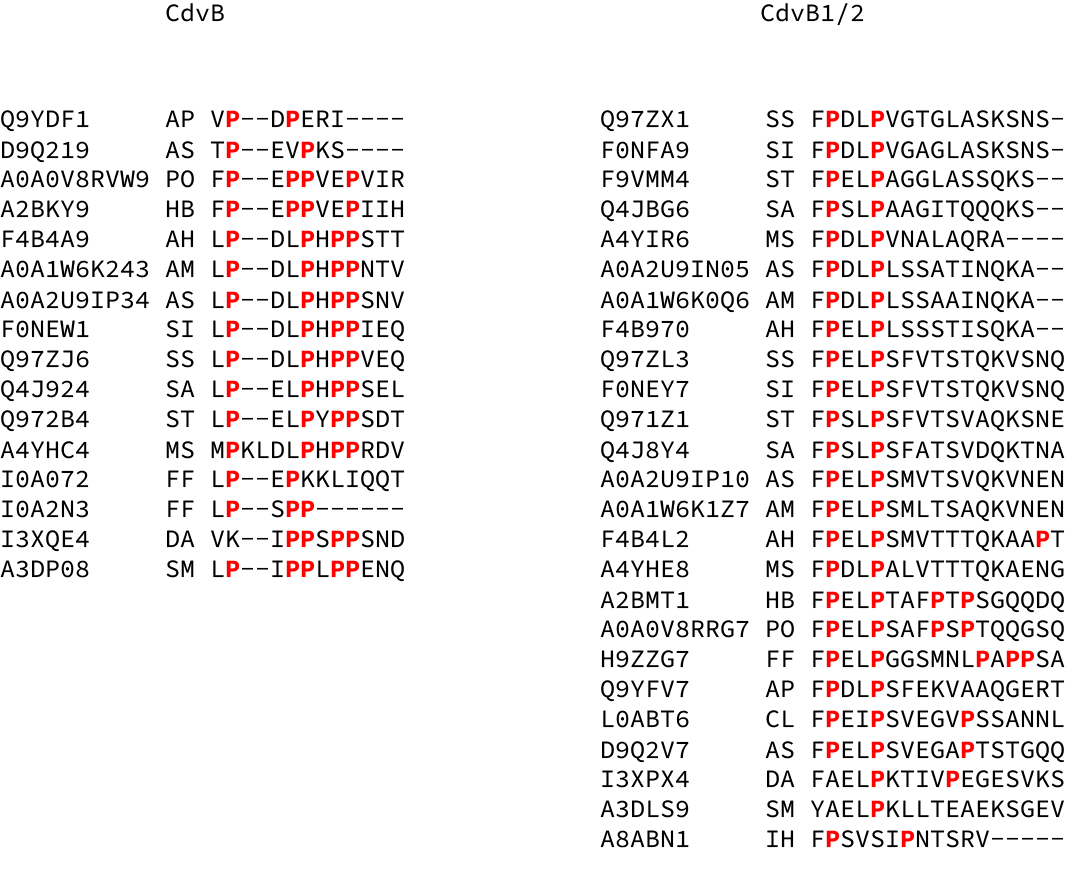 CdvB
Q9YDF1 AP VP--DPERI----
D9Q219 AS TP--EVPKS----
A0A0V8RVW9 PO FP--EPPVEPVIR
A2BKY9 HB FP--EPPVEPIIH
F4B4A9 AH LP--DLPHPPSTT
A0A1W6K243 AM LP--DLPHPPNTV
A0A2U9IP34 AS LP--DLPHPPSNV
F0NEW1 SI LP--DLPHPPIEQ
Q97ZJ6 SS LP--DLPHPPVEQ
Q4J924 SA LP--ELPHPPSEL
Q972B4 ST LP--ELPYPPSDT
A4YHC4 MS MPKLDLPHPPRDV
I0A072 FF LP--EPKKLIQQT
I0A2N3 FF LP--SPP------
I3XQE4 DA VK--IPPSPPSND
A3DP08 SM LP--IPPLPPENQ
CdvB1/2
Q97ZX1 SS FPDLPVGTGLASKSNS-
F0NFA9 SI FPDLPVGAGLASKSNS-
F9VMM4 ST FPELPAGGLASSQKS--
Q4JBG6 SA FPSLPAAGITQQQKS--
A4YIR6 MS FPDLPVNALAQRA----
A0A2U9IN05 AS FPDLPLSSATINQKA--
A0A1W6K0Q6 AM FPDLPLSSAAINQKA--
F4B970 AH FPELPLSSSTISQKA--
Q97ZL3 SS FPELPSFVTSTQKVSNQ
F0NEY7 SI FPELPSFVTSTQKVSNQ
Q971Z1 ST FPSLPSFVTSVAQKSNE
Q4J8Y4 SA FPSLPSFATSVDQKTNA
A0A2U9IP10 AS FPELPSMVTSVQKVNEN
A0A1W6K1Z7 AM FPELPSMLTSAQKVNEN
F4B4L2 AH FPELPSMVTTTQKAAPT
A4YHE8 MS FPDLPALVTTTQKAENG
A2BMT1 HB FPELPTAFPTPSGQQDQ
A0A0V8RRG7 PO FPELPSAFPSPTQQGSQ
H9ZZG7 FF FPELPGGSMNLPAPPSA
Q9YFV7 AP FPDLPSFEKVAAQGERT
L0ABT6 CL FPEIPSVEGVPSSANNL
D9Q2V7 AS FPELPSVEGAPTSTGQQ
I3XPX4 DA FAELPKTIVPEGESVKS
A3DLS9 SM YAELPKLLTEAEKSGEV
A8ABN1 IH FPSVSIPNTSRV-----